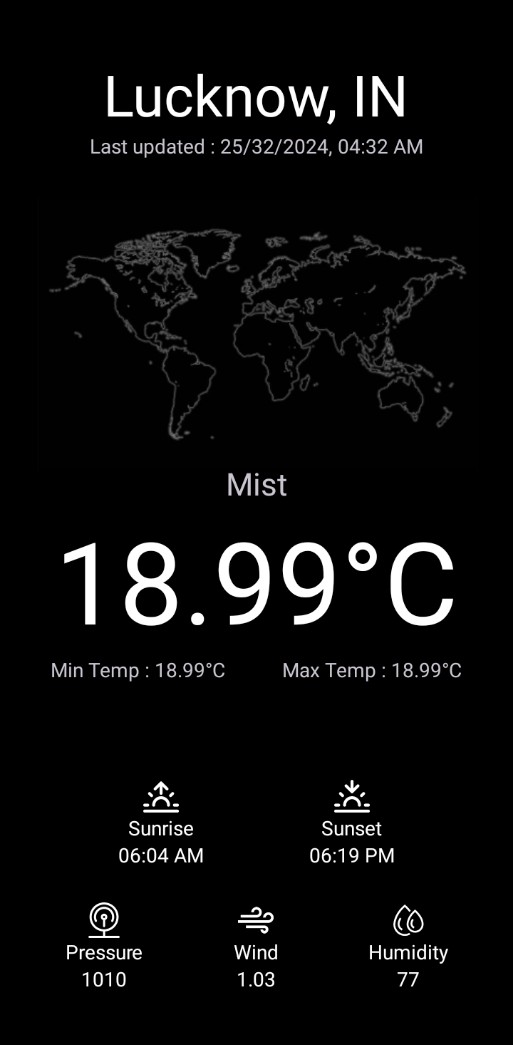 Lucknow, IN
Last updated : 25/32/2024, 04:32 AM
Mist
18.99°C
Min Temp : 18.99°C Max Temp : 18.99°C
Sunrise Sunset
06:04 AM 06:19 PM
Pressure Wind Humidity
1010 1.03 77